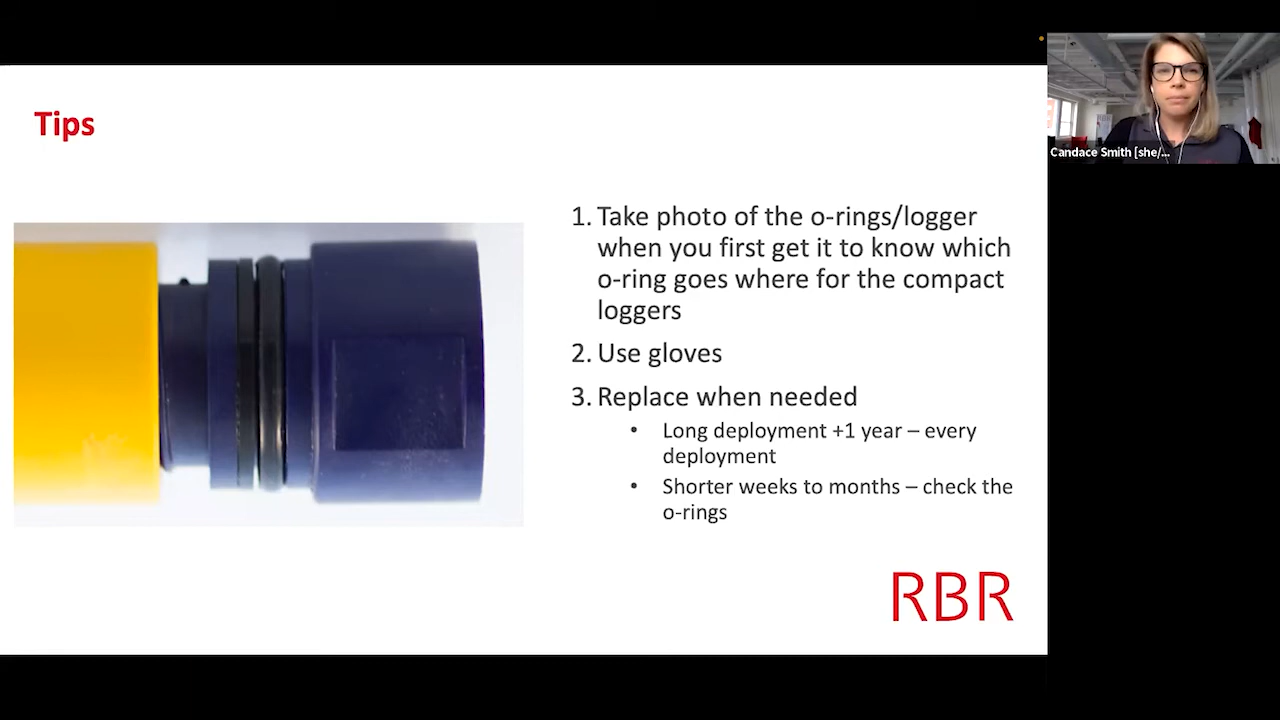 Tips
1. Take photo of the o-rings/logger
when you first get it to know which
o-ring goes where for the compact
loggers
2. Use gloves
3. Replace when needed
• Long deployment +1 year – every
deployment
• Shorter weeks to months – check the
o-rings
RBR
Candace Smith [she/...